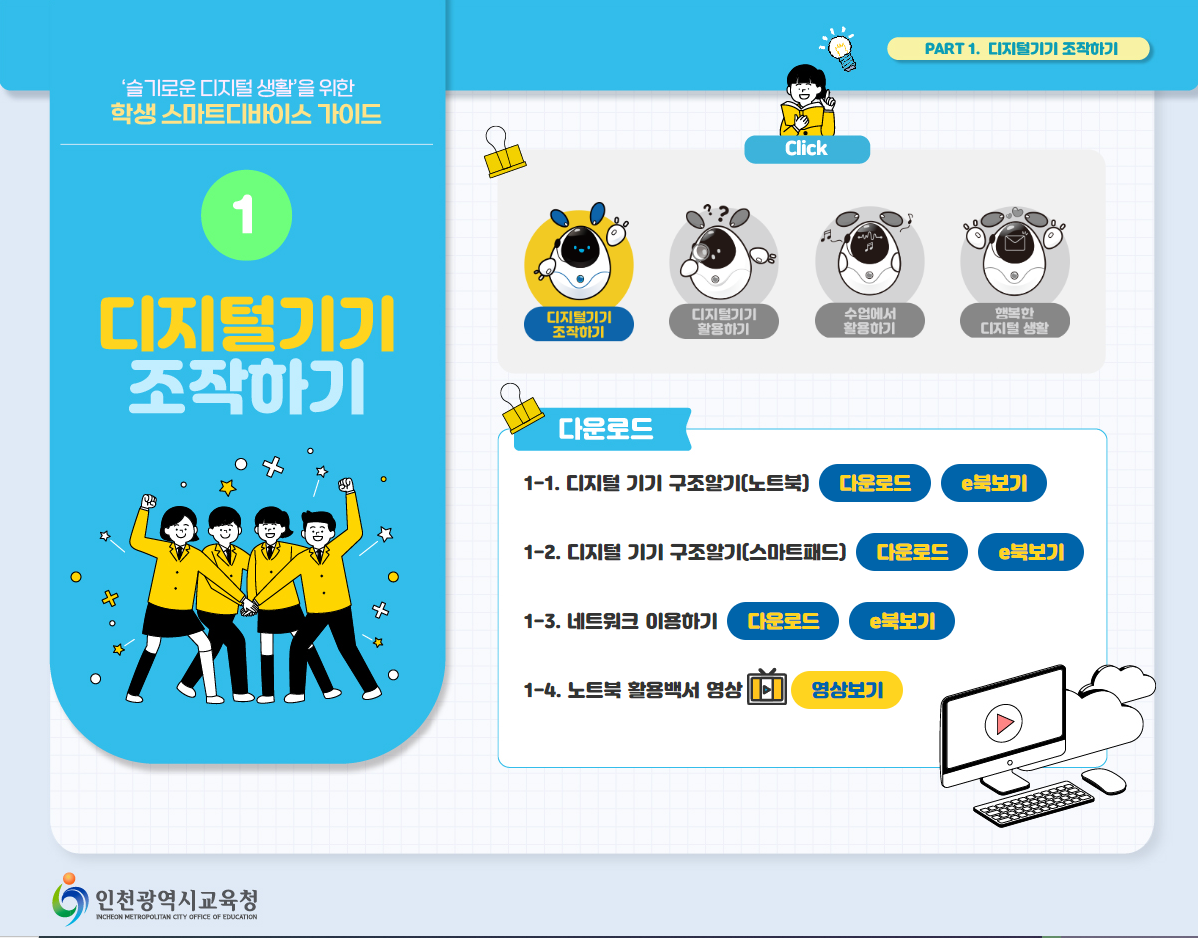 '슬기로운 디지털 생활'을 위한
학생 스마트디바이스 가이드
1
디지털기기
조작하기
PART 1. 디지털기기 조작하기
Click
디지털기기
조작하기
디지털기기
활용하기
수업에서
활용하기
행복한
디지털 생활
다운로드
1-1. 디지털 기기 구조알기(노트북) 다운로드 e북보기
1-2. 디지털 기기 구조알기(스마트패드) 다운로드 e북보기
1-3. 네트워크 이용하기 다운로드 e북보기
1-4. 노트북 활용백서 영상 영상보기
인천광역시교육청
INCHEON METROPOLITAN CITY OFFICE OF EDUCATION